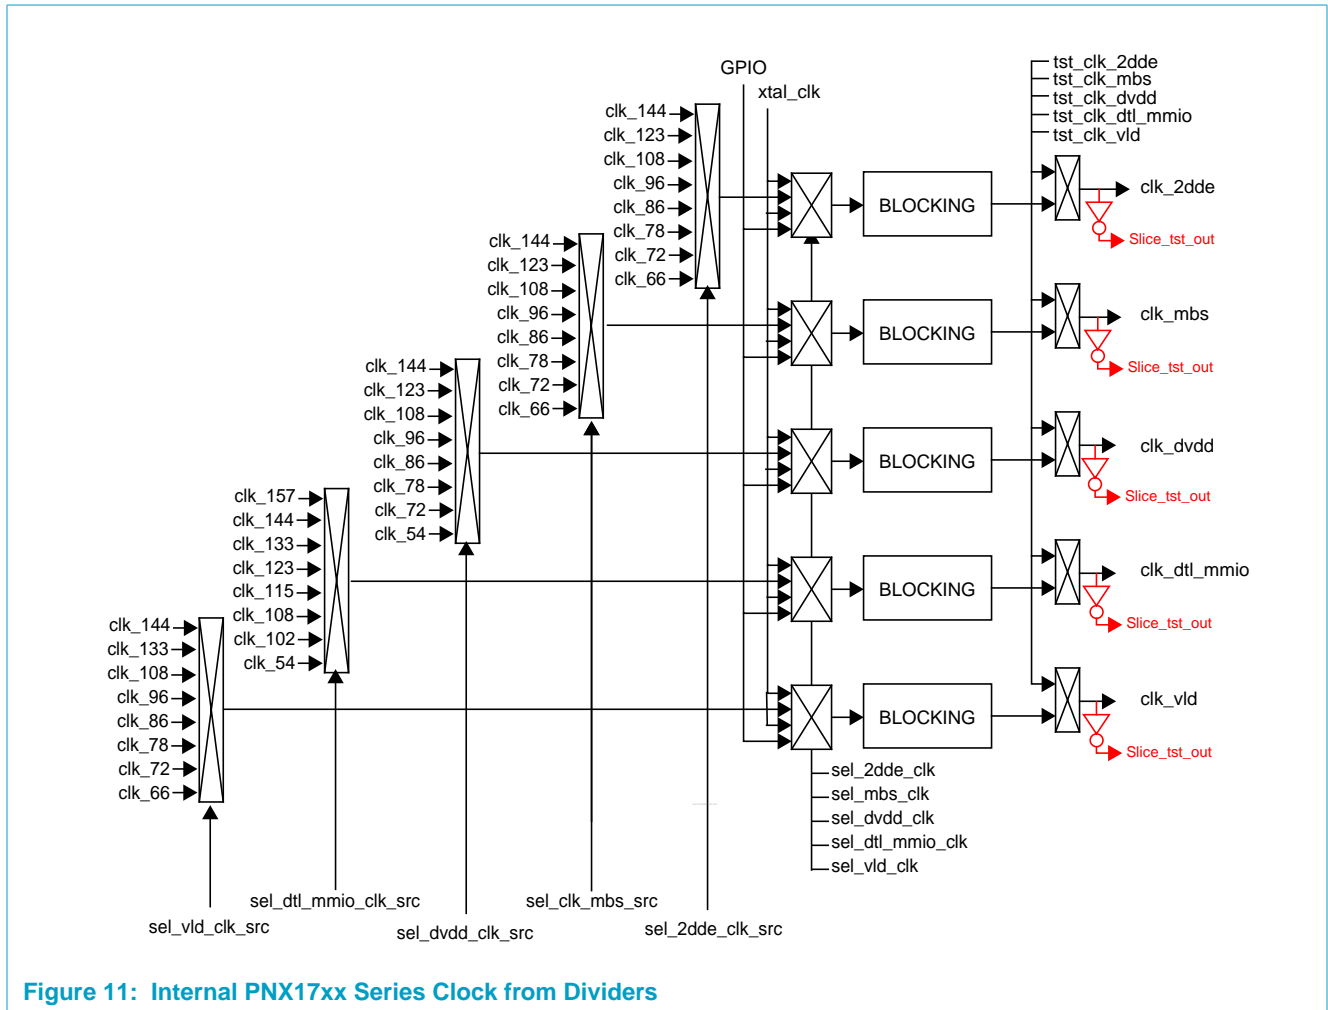 GPIO
xtal_clk
tst_clk_2dde
tst_clk_mbs
tst_clk_dvdd
tst_clk_dtl_mmio
tst_clk_vld
clk_144
clk_123
clk_108
clk_96
clk_86
clk_78
clk_72
clk_66
BLOCKING
clk_2dde
Slice_tst_out
clk_144
clk_123
clk_108
clk_96
clk_86
clk_78
clk_72
clk_66
BLOCKING
clk_mbs
Slice_tst_out
clk_144
clk_123
clk_108
clk_96
clk_86
clk_78
clk_72
clk_54
BLOCKING
clk_dvdd
Slice_tst_out
clk_157
clk_144
clk_133
clk_123
clk_115
clk_108
clk_102
clk_54
BLOCKING
clk_dtl_mmio
Slice_tst_out
clk_144
clk_133
clk_108
clk_96
clk_86
clk_78
clk_72
clk_66
BLOCKING
clk_vld
Slice_tst_out
sel_2dde_clk
sel_mbs_clk
sel_dvdd_clk
sel_dtl_mmio_clk
sel_vld_clk
sel_vld_clk_src
sel_dtl_mmio_clk_src
sel_dvdd_clk_src
sel_clk_mbs_src
sel_2dde_clk_src
Figure 11: Internal PNX17xx Series Clock from Dividers